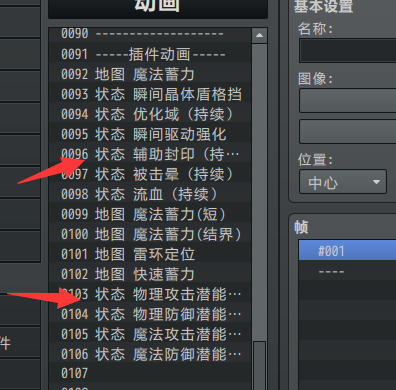 动画
0090 -------------------
0091 -----插件动画-----
0092 地图 魔法蓄力
0093 状态 瞬间晶体盾格挡
0094 状态 优化域（持续）
0095 状态 瞬间驱动强化
0096 状态 辅助封印（持…
0097 状态 被击晕（持续）
0098 状态 流血（持续）
0099 地图 魔法蓄力(短)
0100 地图 魔法蓄力(结界)
0101 地图 雷环定位
0102 地图 快速蓄力
0103 状态 物理攻击潜能…
0104 状态 物理防御潜能…
0105 状态 魔法攻击潜能…
0106 状态 魔法防御潜能…
0107
件
基本设置
名称:
图像:
位置:
中心
帧
#001
----